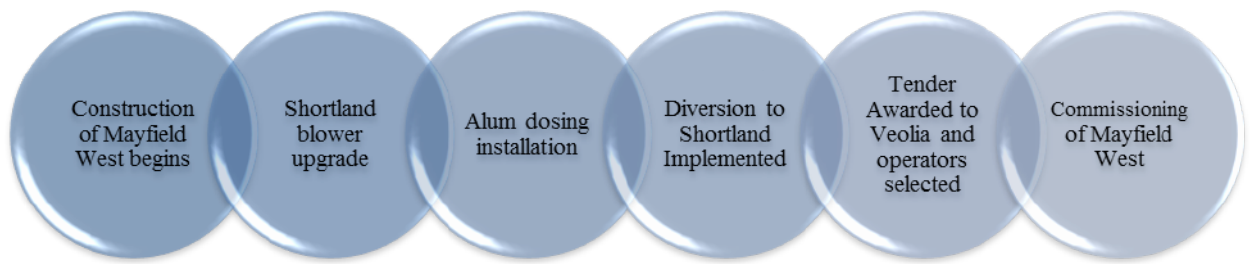 Construction
of Mayfield
West begins
Shortland
blower
upgrade
Alum dosing
installation
Diversion to
Shortland
Implemented
Tender
Awarded to
Veolia and
operators
selected
Commissioning
of Mayfield
West